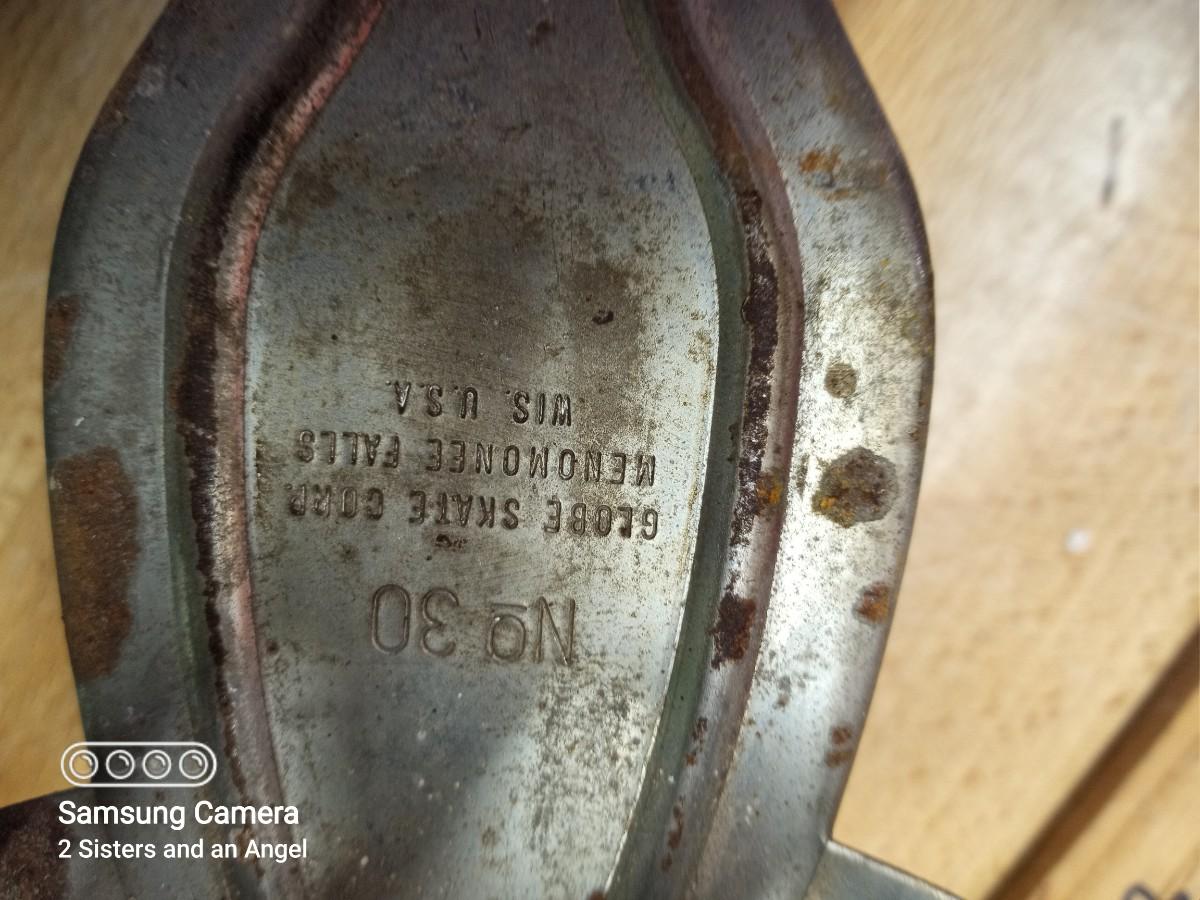 No 30
GLOBE SKATE CORP.
MENOMONEE FALLS
WIS. U.S.A.
Samsung Camera
2 Sisters and an Angel